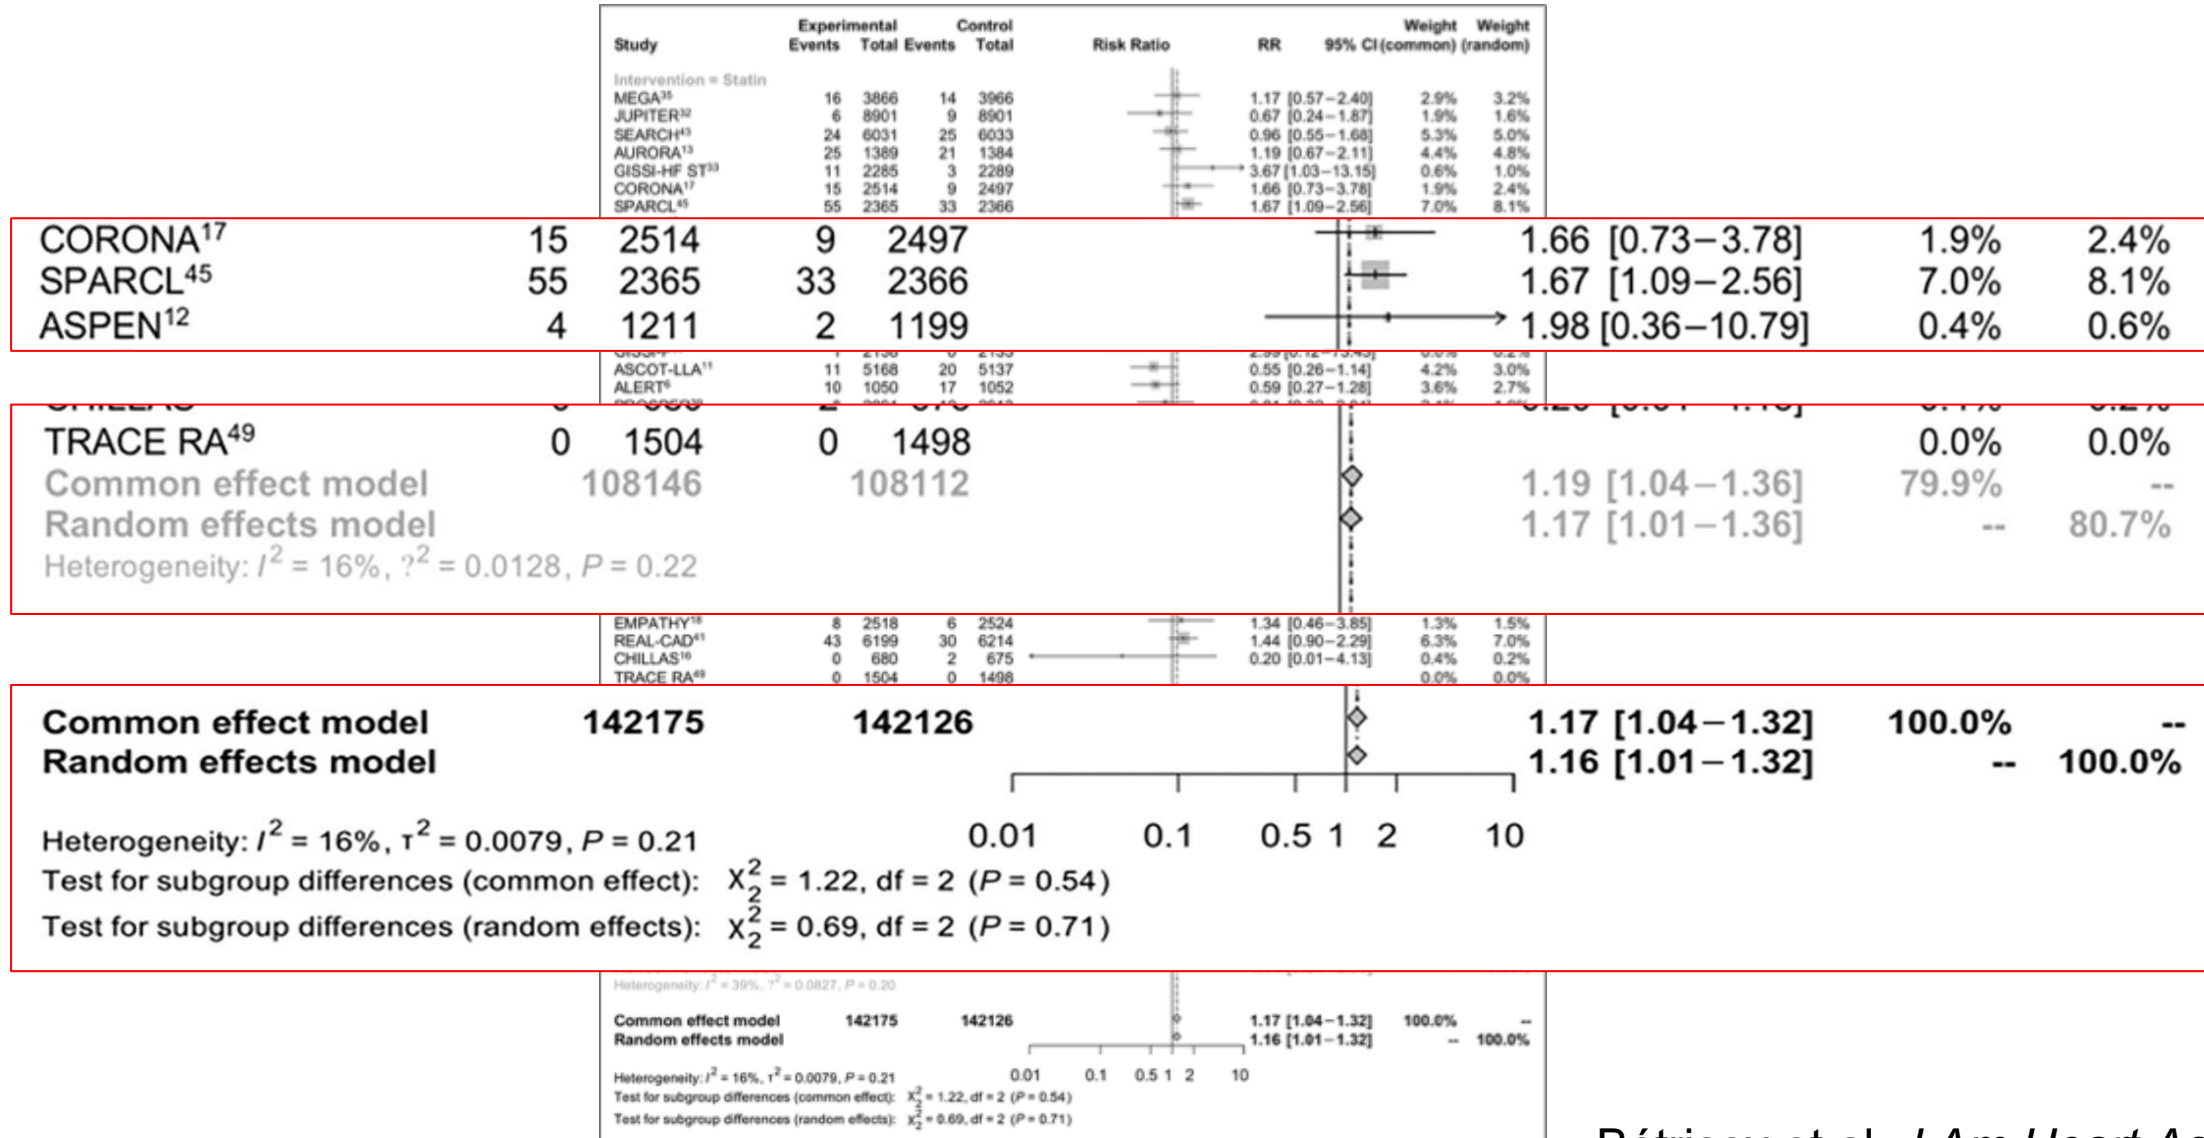 Experimental Control Weight Weight
Study Events Total Events Total Risk Ratio RR 95% CI (common) (random)
Intervention = Statin
MEGA³⁵ 16 3866 14 3966 1.17 [0.57–2.40] 2.9% 3.2%
JUPITER³² 6 8901 9 8901 0.67 [0.24–1.87] 1.9% 1.6%
SEARCH⁴³ 24 6031 25 6033 0.96 [0.55–1.68] 5.3% 5.0%
AURORA¹³ 25 1389 21 1384 1.19 [0.67–2.11] 4.4% 4.8%
GISSI-HF ST³³ 11 2285 3 2289 3.67 [1.03–13.15] 0.6% 1.0%
CORONA¹⁷ 15 2514 9 2497 1.66 [0.73–3.78] 1.9% 2.4%
SPARCL⁴⁵ 55 2365 33 2366 1.67 [1.09–2.56] 7.0% 8.1%
CORONA¹⁷ 15 2514 9 2497 1.66 [0.73–3.78] 1.9% 2.4%
SPARCL⁴⁵ 55 2365 33 2366 1.67 [1.09–2.56] 7.0% 8.1%
ASPEN¹² 4 1211 2 1199 1.98 [0.36–10.79] 0.4% 0.6%
ASCOT-LLA¹¹ 11 5168 20 5137 0.55 [0.26–1.14] 4.2% 3.0%
ALERT⁶ 10 1050 17 1052 0.59 [0.27–1.28] 3.6% 2.7%
TRACE RA⁴⁹ 0 1504 0 1498 0.0% 0.0%
Common effect model 108146 108112 1.19 [1.04–1.36] 79.9% --
Random effects model 1.17 [1.01–1.36] -- 80.7%
Heterogeneity: I² = 16%, ?² = 0.0128, P = 0.22
EMPATHY¹⁸ 8 2518 6 2524 1.34 [0.46–3.85] 1.3% 1.5%
REAL-CAD⁴¹ 43 6199 30 6214 1.44 [0.90–2.29] 6.3% 7.0%
CHILLAS¹⁶ 0 680 2 675 0.20 [0.01–4.13] 0.4% 0.2%
TRACE RA⁴⁹ 0 1504 0 1498 0.0% 0.0%
Common effect model 142175 142126 1.17 [1.04–1.32] 100.0% --
Random effects model 1.16 [1.01–1.32] -- 100.0%
0.01 0.1 0.5 1 2 10
Heterogeneity: I² = 16%, τ² = 0.0079, P = 0.21
Test for subgroup differences (common effect): χ²₂ = 1.22, df = 2 (P = 0.54)
Test for subgroup differences (random effects): χ²₂ = 0.69, df = 2 (P = 0.71)
Heterogeneity: I² = 39%, ?² = 0.0827, P = 0.20
Common effect model 142175 142126 1.17 [1.04–1.32] 100.0% --
Random effects model 1.16 [1.01–1.32] -- 100.0%
Heterogeneity: I² = 16%, τ² = 0.0079, P = 0.21 0.01 0.1 0.5 1 2 10
Test for subgroup differences (common effect): χ²₂ = 1.22, df = 2 (P = 0.54)
Test for subgroup differences (random effects): χ²₂ = 0.69, df = 2 (P = 0.71)